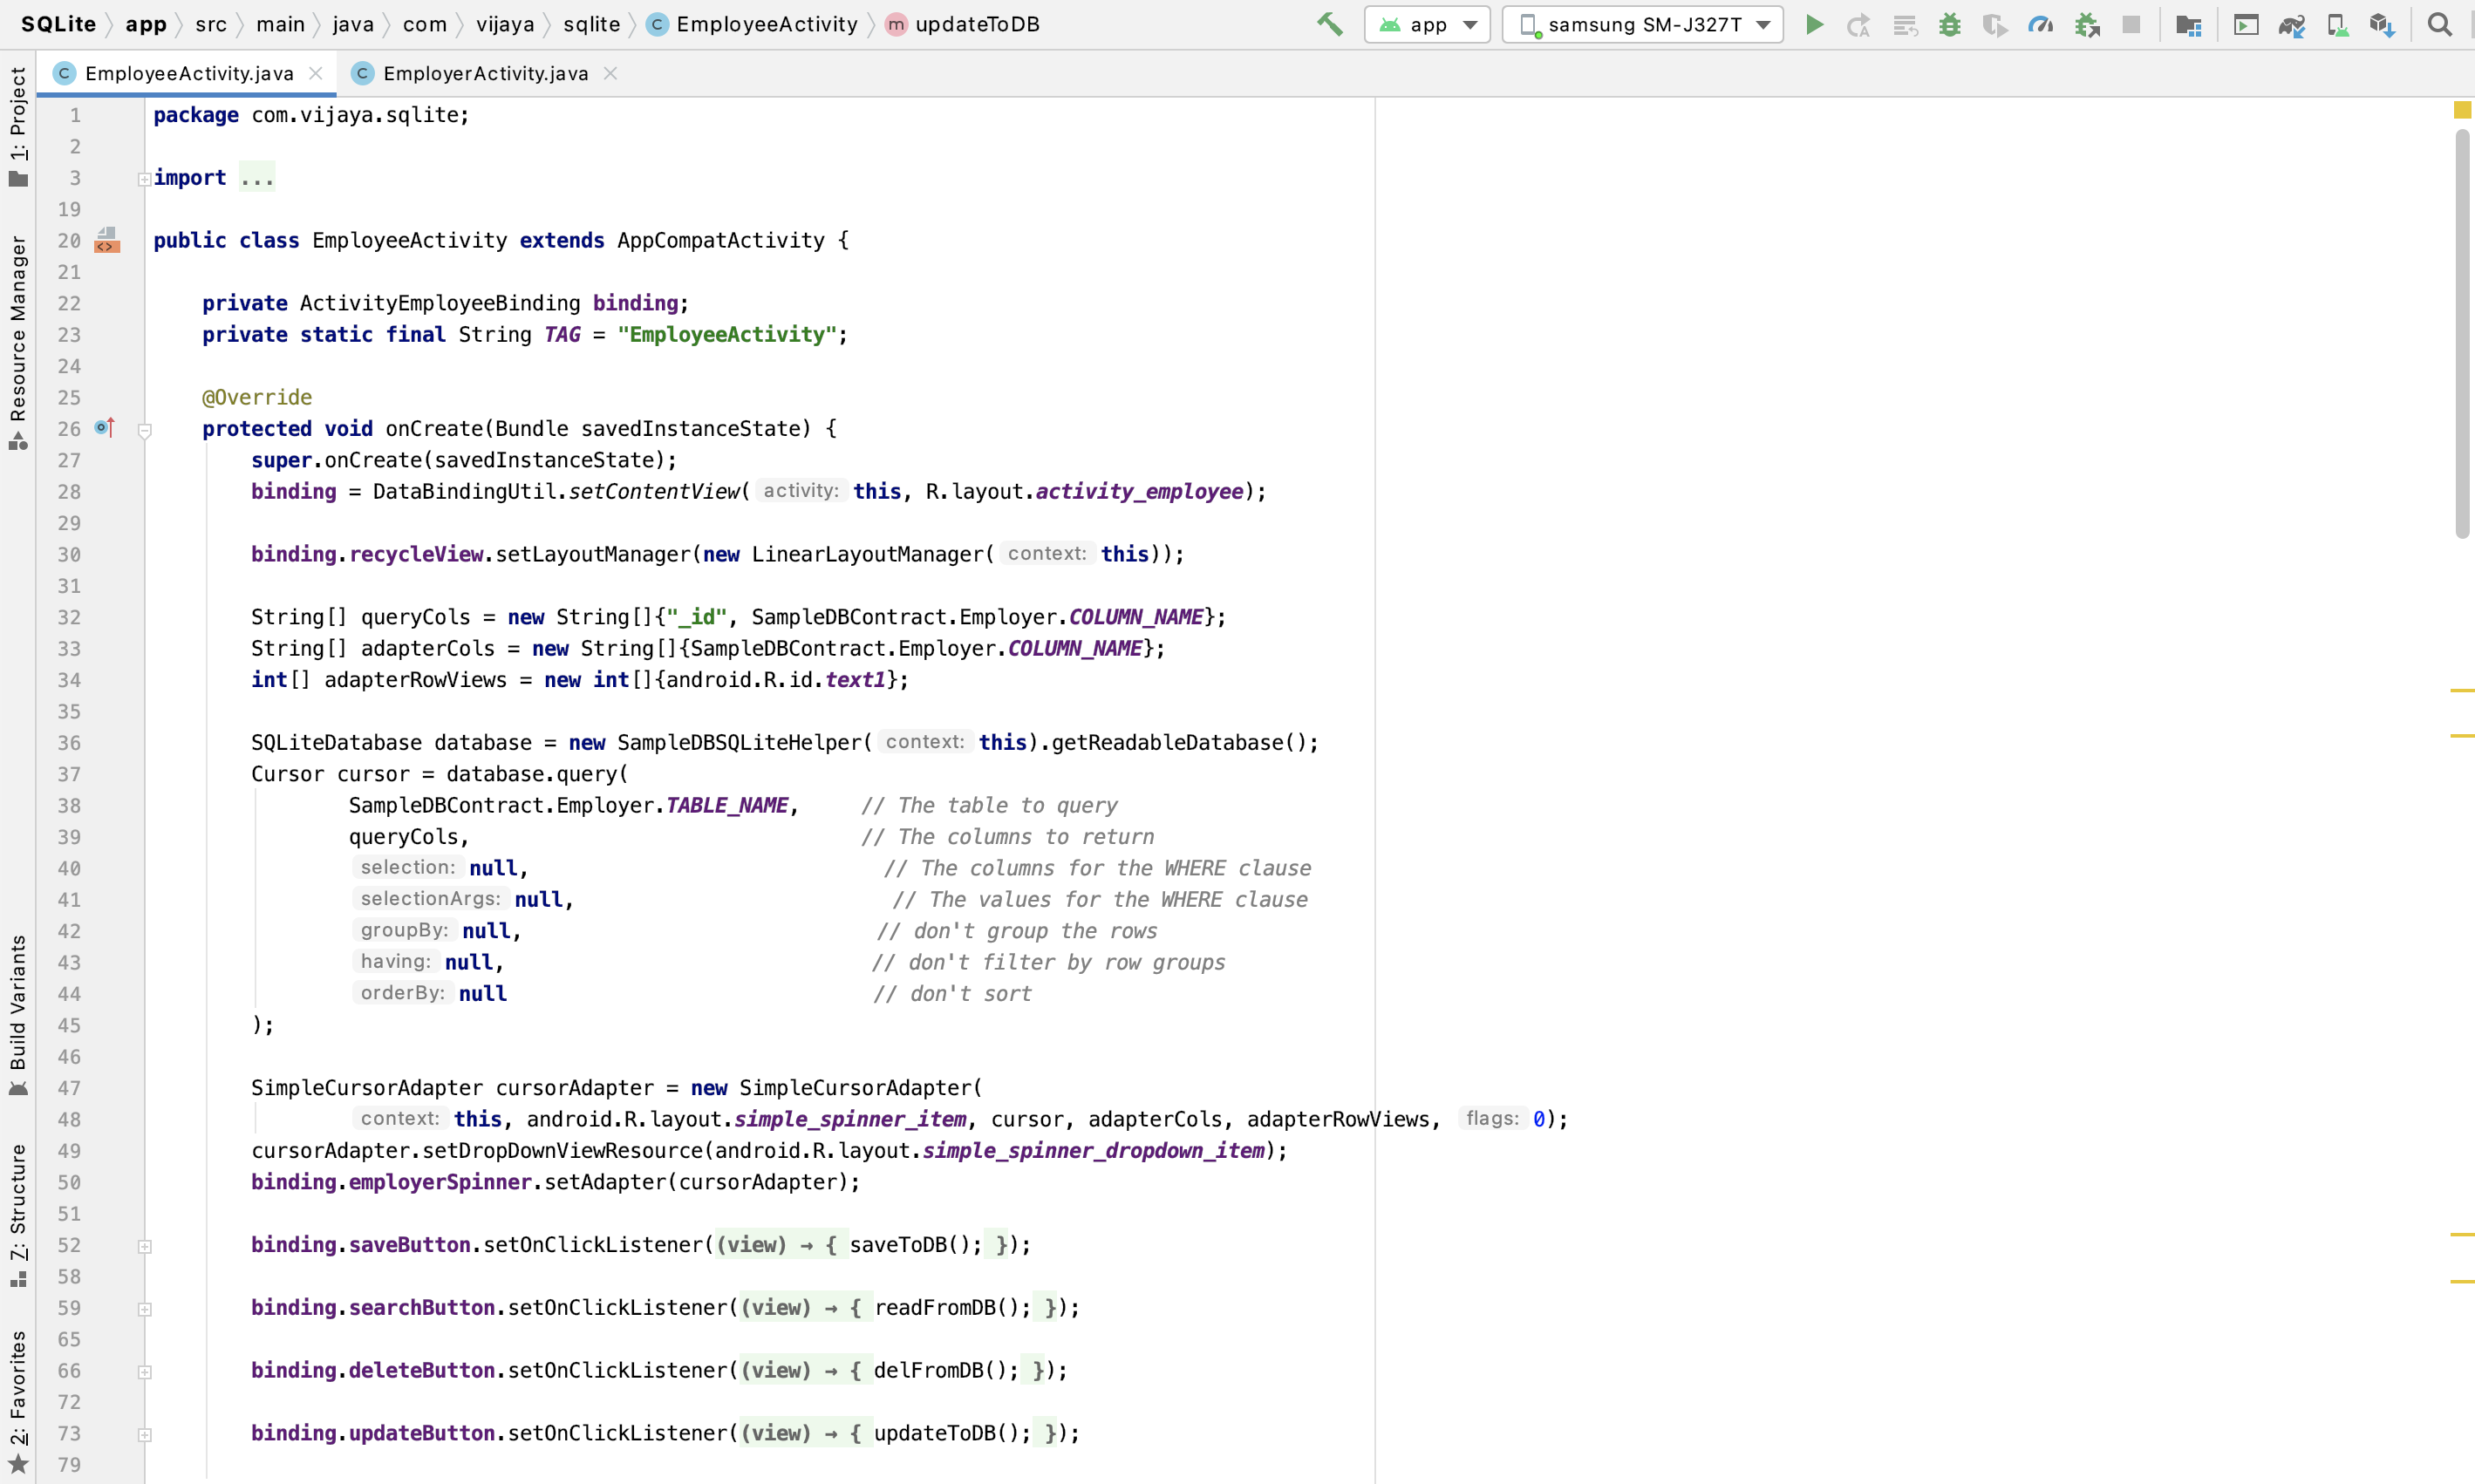 SQLite app src main java com vijaya sqlite C EmployeeActivity m updateToDB app samsung SM-J327T
C EmployeeActivity.java C EmployerActivity.java
1: Project
Resource Manager
Build Variants
7: Structure
2: Favorites
1 package com.vijaya.sqlite;
2
3 import ...
19
20 public class EmployeeActivity extends AppCompatActivity {
21
22 private ActivityEmployeeBinding binding;
23 private static final String TAG = "EmployeeActivity";
24
25 @Override
26 protected void onCreate(Bundle savedInstanceState) {
27 super.onCreate(savedInstanceState);
28 binding = DataBindingUtil.setContentView( activity: this, R.layout.activity_employee);
29
30 binding.recycleView.setLayoutManager(new LinearLayoutManager( context: this));
31
32 String[] queryCols = new String[]{"_id", SampleDBContract.Employer.COLUMN_NAME};
33 String[] adapterCols = new String[]{SampleDBContract.Employer.COLUMN_NAME};
34 int[] adapterRowViews = new int[]{android.R.id.text1};
35
36 SQLiteDatabase database = new SampleDBSQLiteHelper( context: this).getReadableDatabase();
37 Cursor cursor = database.query(
38 SampleDBContract.Employer.TABLE_NAME, // The table to query
39 queryCols, // The columns to return
40 selection: null, // The columns for the WHERE clause
41 selectionArgs: null, // The values for the WHERE clause
42 groupBy: null, // don't group the rows
43 having: null, // don't filter by row groups
44 orderBy: null // don't sort
45 );
46
47 SimpleCursorAdapter cursorAdapter = new SimpleCursorAdapter(
48 context: this, android.R.layout.simple_spinner_item, cursor, adapterCols, adapterRowViews, flags: 0);
49 cursorAdapter.setDropDownViewResource(android.R.layout.simple_spinner_dropdown_item);
50 binding.employerSpinner.setAdapter(cursorAdapter);
51
52 binding.saveButton.setOnClickListener((view) → { saveToDB(); });
58
59 binding.searchButton.setOnClickListener((view) → { readFromDB(); });
65
66 binding.deleteButton.setOnClickListener((view) → { delFromDB(); });
72
73 binding.updateButton.setOnClickListener((view) → { updateToDB(); });
79